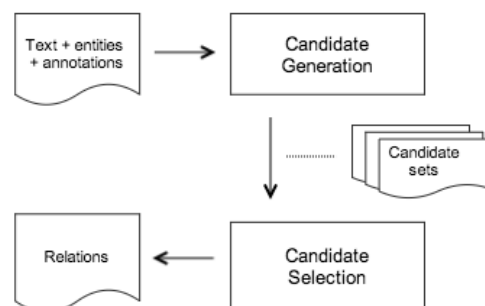 Text + entities
+ annotations
Candidate
Generation
Candidate
sets
Relations
Candidate
Selection